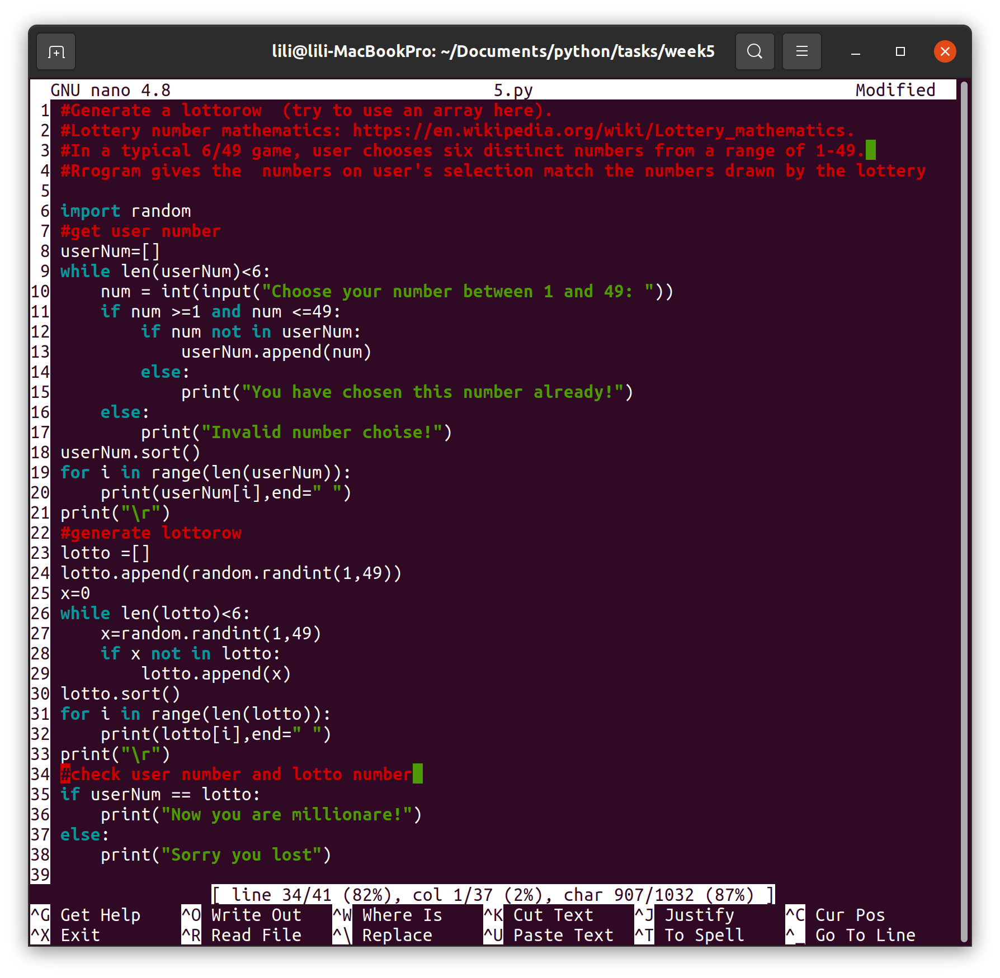 lili@lili-MacBookPro: ~/Documents/python/tasks/week5
GNU nano 4.8 5.py Modified
1 #Generate a lottorow  (try to use an array here).
2 #Lottery number mathematics: https://en.wikipedia.org/wiki/Lottery_mathematics.
3 #In a typical 6/49 game, user chooses six distinct numbers from a range of 1-49.
4 #Rrogram gives the  numbers on user's selection match the numbers drawn by the lottery
5
6 import random
7 #get user number
8 userNum=[]
9 while len(userNum)<6:
10     num = int(input("Choose your number between 1 and 49: "))
11     if num >=1 and num <=49:
12         if num not in userNum:
13             userNum.append(num)
14         else:
15             print("You have chosen this number already!")
16     else:
17         print("Invalid number choise!")
18 userNum.sort()
19 for i in range(len(userNum)):
20     print(userNum[i],end=" ")
21 print("\r")
22 #generate lottorow
23 lotto =[]
24 lotto.append(random.randint(1,49))
25 x=0
26 while len(lotto)<6:
27     x=random.randint(1,49)
28     if x not in lotto:
29         lotto.append(x)
30 lotto.sort()
31 for i in range(len(lotto)):
32     print(lotto[i],end=" ")
33 print("\r")
34 #check user number and lotto number
35 if userNum == lotto:
36     print("Now you are millionare!")
37 else:
38     print("Sorry you lost")
39
[ line 34/41 (82%), col 1/37 (2%), char 907/1032 (87%) ]
^G Get Help ^O Write Out ^W Where Is ^K Cut Text ^J Justify ^C Cur Pos
^X Exit ^R Read File ^\ Replace ^U Paste Text ^T To Spell ^_ Go To Line